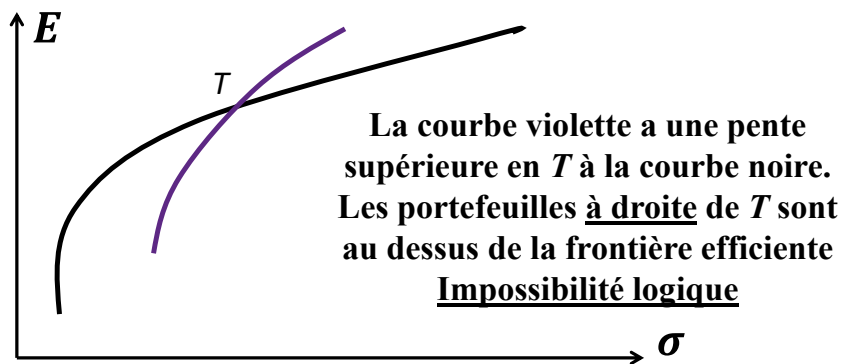 E
T
La courbe violette a une pente
supérieure en T à la courbe noire.
Les portefeuilles à droite de T sont
au dessus de la frontière efficiente
Impossibilité logique
σ